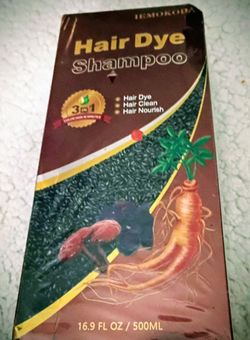 IEMOKODA
Hair Dye
Shampoo
3 in 1
Hair Dye
Hair Clean
Hair Nourish
16.9 FL OZ / 500ML